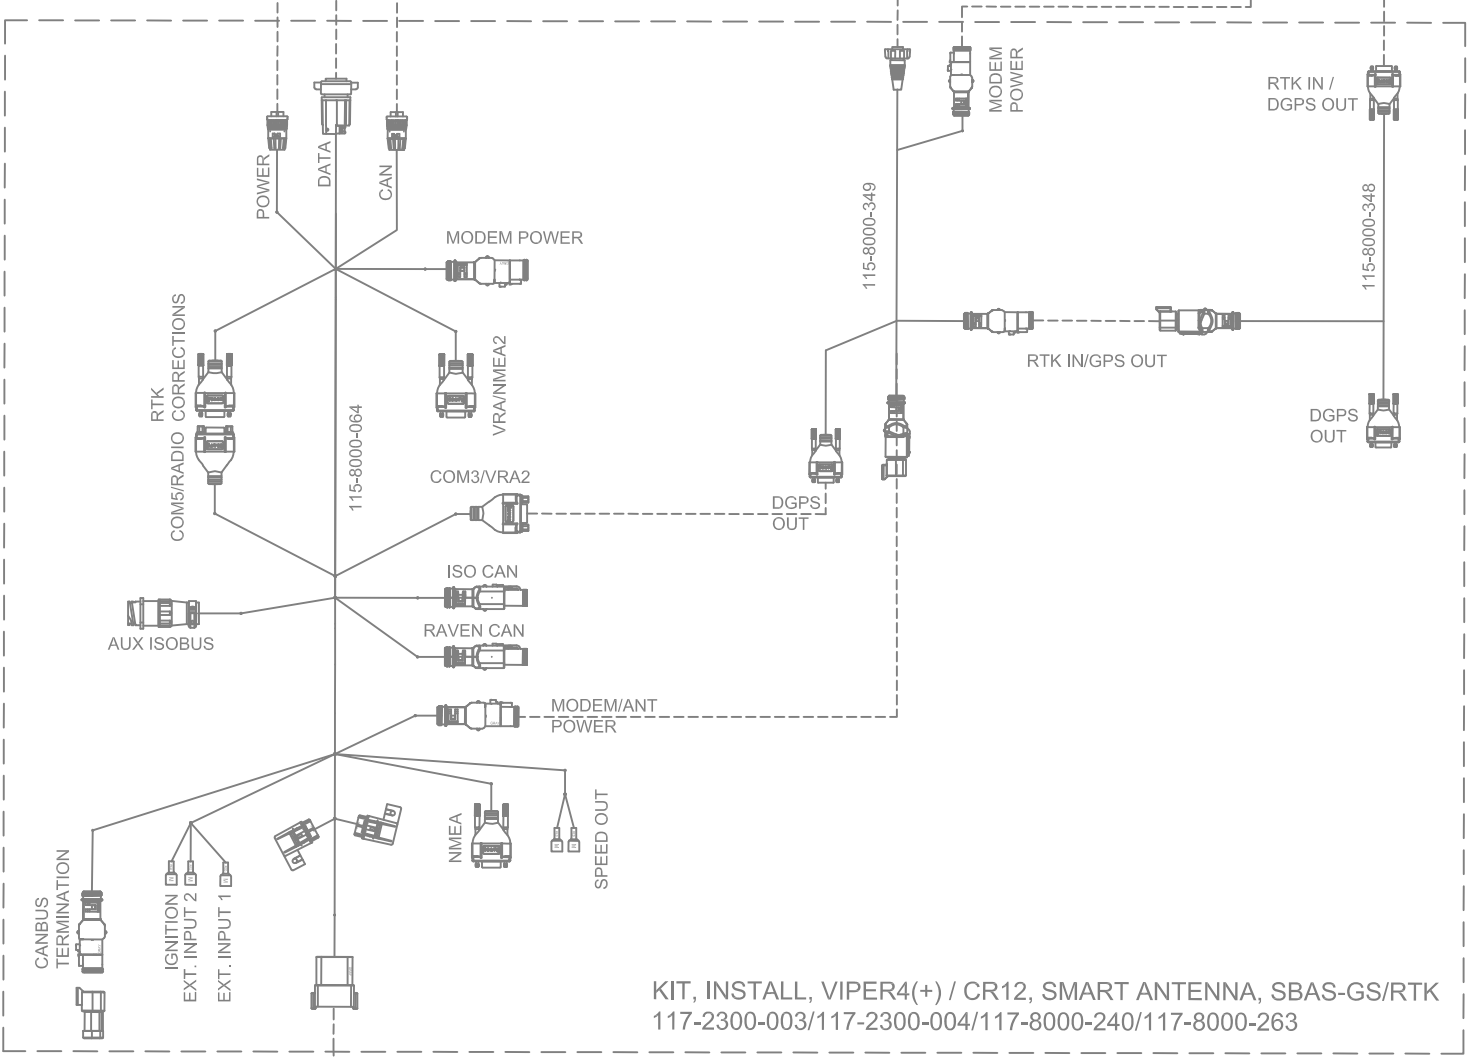 MODEM
POWER
RTK IN /
DGPS OUT
POWER
DATA
CAN
115-8000-349
115-8000-348
MODEM POWER
RTK
COM5/RADIO CORRECTIONS
VRA/NMEA2
RTK IN/GPS OUT
115-8000-064
DGPS
OUT
COM3/VRA2
DGPS
OUT
ISO CAN
RAVEN CAN
AUX ISOBUS
MODEM/ANT
POWER
NMEA
SPEED OUT
CANBUS
TERMINATION
IGNITION
EXT. INPUT 2
EXT. INPUT 1
KIT, INSTALL, VIPER4(+) / CR12, SMART ANTENNA, SBAS-GS/RTK
117-2300-003/117-2300-004/117-8000-240/117-8000-263